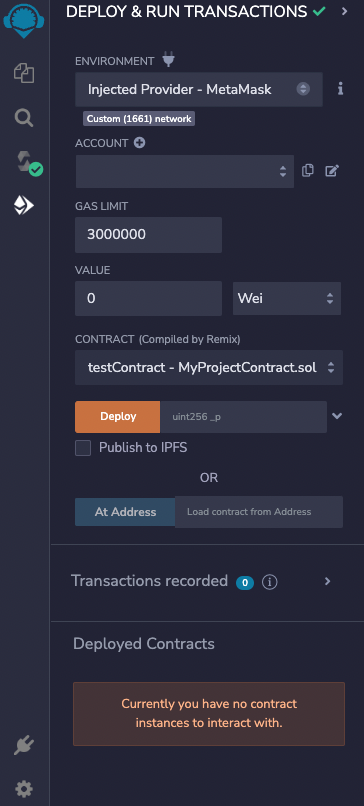 DEPLOY & RUN TRANSACTIONS
ENVIRONMENT
Injected Provider - MetaMask
Custom (1661) network
ACCOUNT
GAS LIMIT
3000000
VALUE
0 Wei
CONTRACT (Compiled by Remix)
testContract - MyProjectContract.sol
Deploy uint256 _p
Publish to IPFS
OR
At Address Load contract from Address
Transactions recorded 0
Deployed Contracts
Currently you have no contract
instances to interact with.